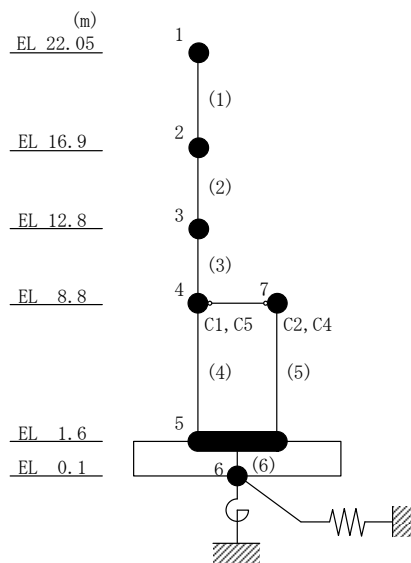 (m)
1
EL 22.05
(1)
2
EL 16.9
(2)
3
EL 12.8
(3)
4
7
EL 8.8
C1, C5
C2, C4
(4)
(5)
5
EL 1.6
6
(6)
EL 0.1